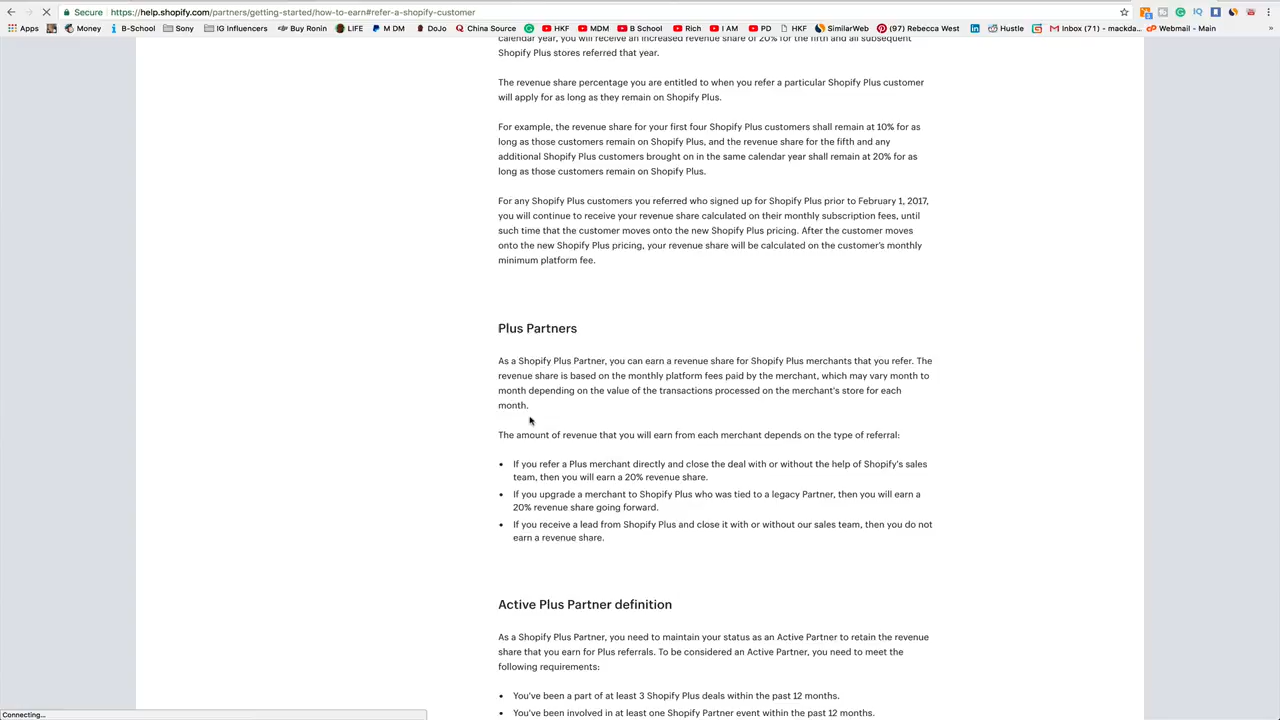 Secure https://help.shopify.com/partners/getting-started/how-to-earn#refer-a-shopify-customer
Apps Money B-School Sony IG Influencers Buy Ronin LIFE M DM DoJo China Source HKF MDM B School Rich I AM PD HKF SimilarWeb (97) Rebecca West Hustle Inbox (71) - mackda... Webmail - Main »
calendar year, you will receive an increased revenue share of 20% for the fifth and all subsequent
Shopify Plus stores referred that year.
The revenue share percentage you are entitled to when you refer a particular Shopify Plus customer
will apply for as long as they remain on Shopify Plus.
For example, the revenue share for your first four Shopify Plus customers shall remain at 10% for as
long as those customers remain on Shopify Plus, and the revenue share for the fifth and any
additional Shopify Plus customers brought on in the same calendar year shall remain at 20% for as
long as those customers remain on Shopify Plus.
For any Shopify Plus customers you referred who signed up for Shopify Plus prior to February 1, 2017,
you will continue to receive your revenue share calculated on their monthly subscription fees, until
such time that the customer moves onto the new Shopify Plus pricing. After the customer moves
onto the new Shopify Plus pricing, your revenue share will be calculated on the customer's monthly
minimum platform fee.
Plus Partners
As a Shopify Plus Partner, you can earn a revenue share for Shopify Plus merchants that you refer. The
revenue share is based on the monthly platform fees paid by the merchant, which may vary month to
month depending on the value of the transactions processed on the merchant's store for each
month.
The amount of revenue that you will earn from each merchant depends on the type of referral:
• If you refer a Plus merchant directly and close the deal with or without the help of Shopify's sales
team, then you will earn a 20% revenue share.
• If you upgrade a merchant to Shopify Plus who was tied to a legacy Partner, then you will earn a
20% revenue share going forward.
• If you receive a lead from Shopify Plus and close it with or without our sales team, then you do not
earn a revenue share.
Active Plus Partner definition
As a Shopify Plus Partner, you need to maintain your status as an Active Partner to retain the revenue
share that you earn for Plus referrals. To be considered an Active Partner, you need to meet the
following requirements:
• You've been a part of at least 3 Shopify Plus deals within the past 12 months.
• You've been involved in at least one Shopify Partner event within the past 12 months.
Connecting...